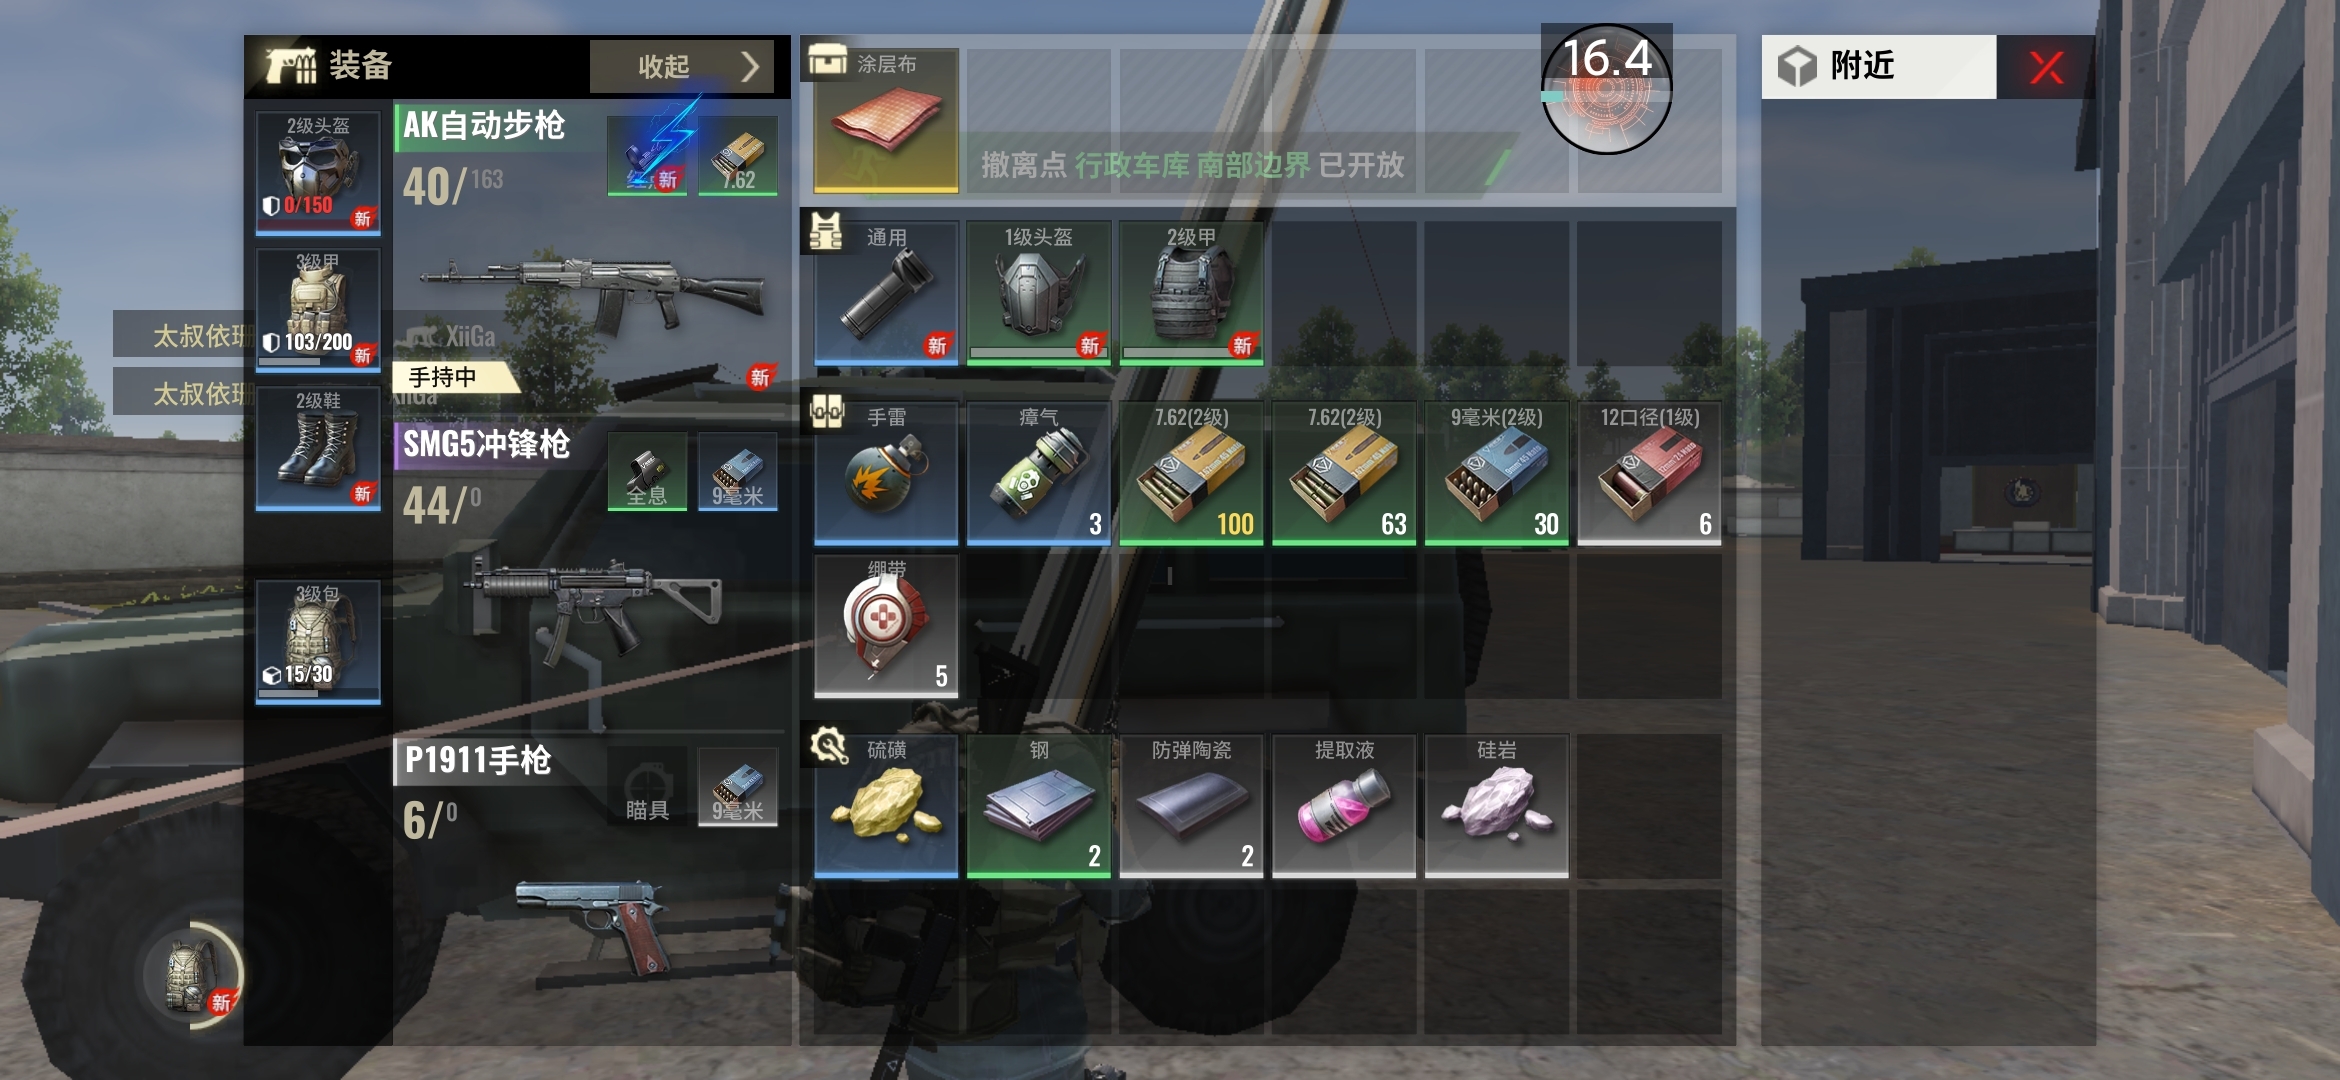 装备
收起
2级头盔
0/150
新
3级甲
103/200
新
2级鞋
新
3级包
15/30
新
太叔依珊
太叔依珊
AK自动步枪
40/163
新
7.62
XiiGa
手持中
新
SMG5冲锋枪
44/0
全息
9毫米
P1911手枪
6/0
瞄具
9毫米
涂层布
16.4
撤离点 行政车库 南部边界 已开放
通用
新
1级头盔
新
2级甲
新
手雷
瘴气
3
7.62(2级)
100
7.62(2级)
63
9毫米(2级)
30
12口径(1级)
6
绷带
5
硫磺
钢
2
防弹陶瓷
2
提取液
硅岩
附近